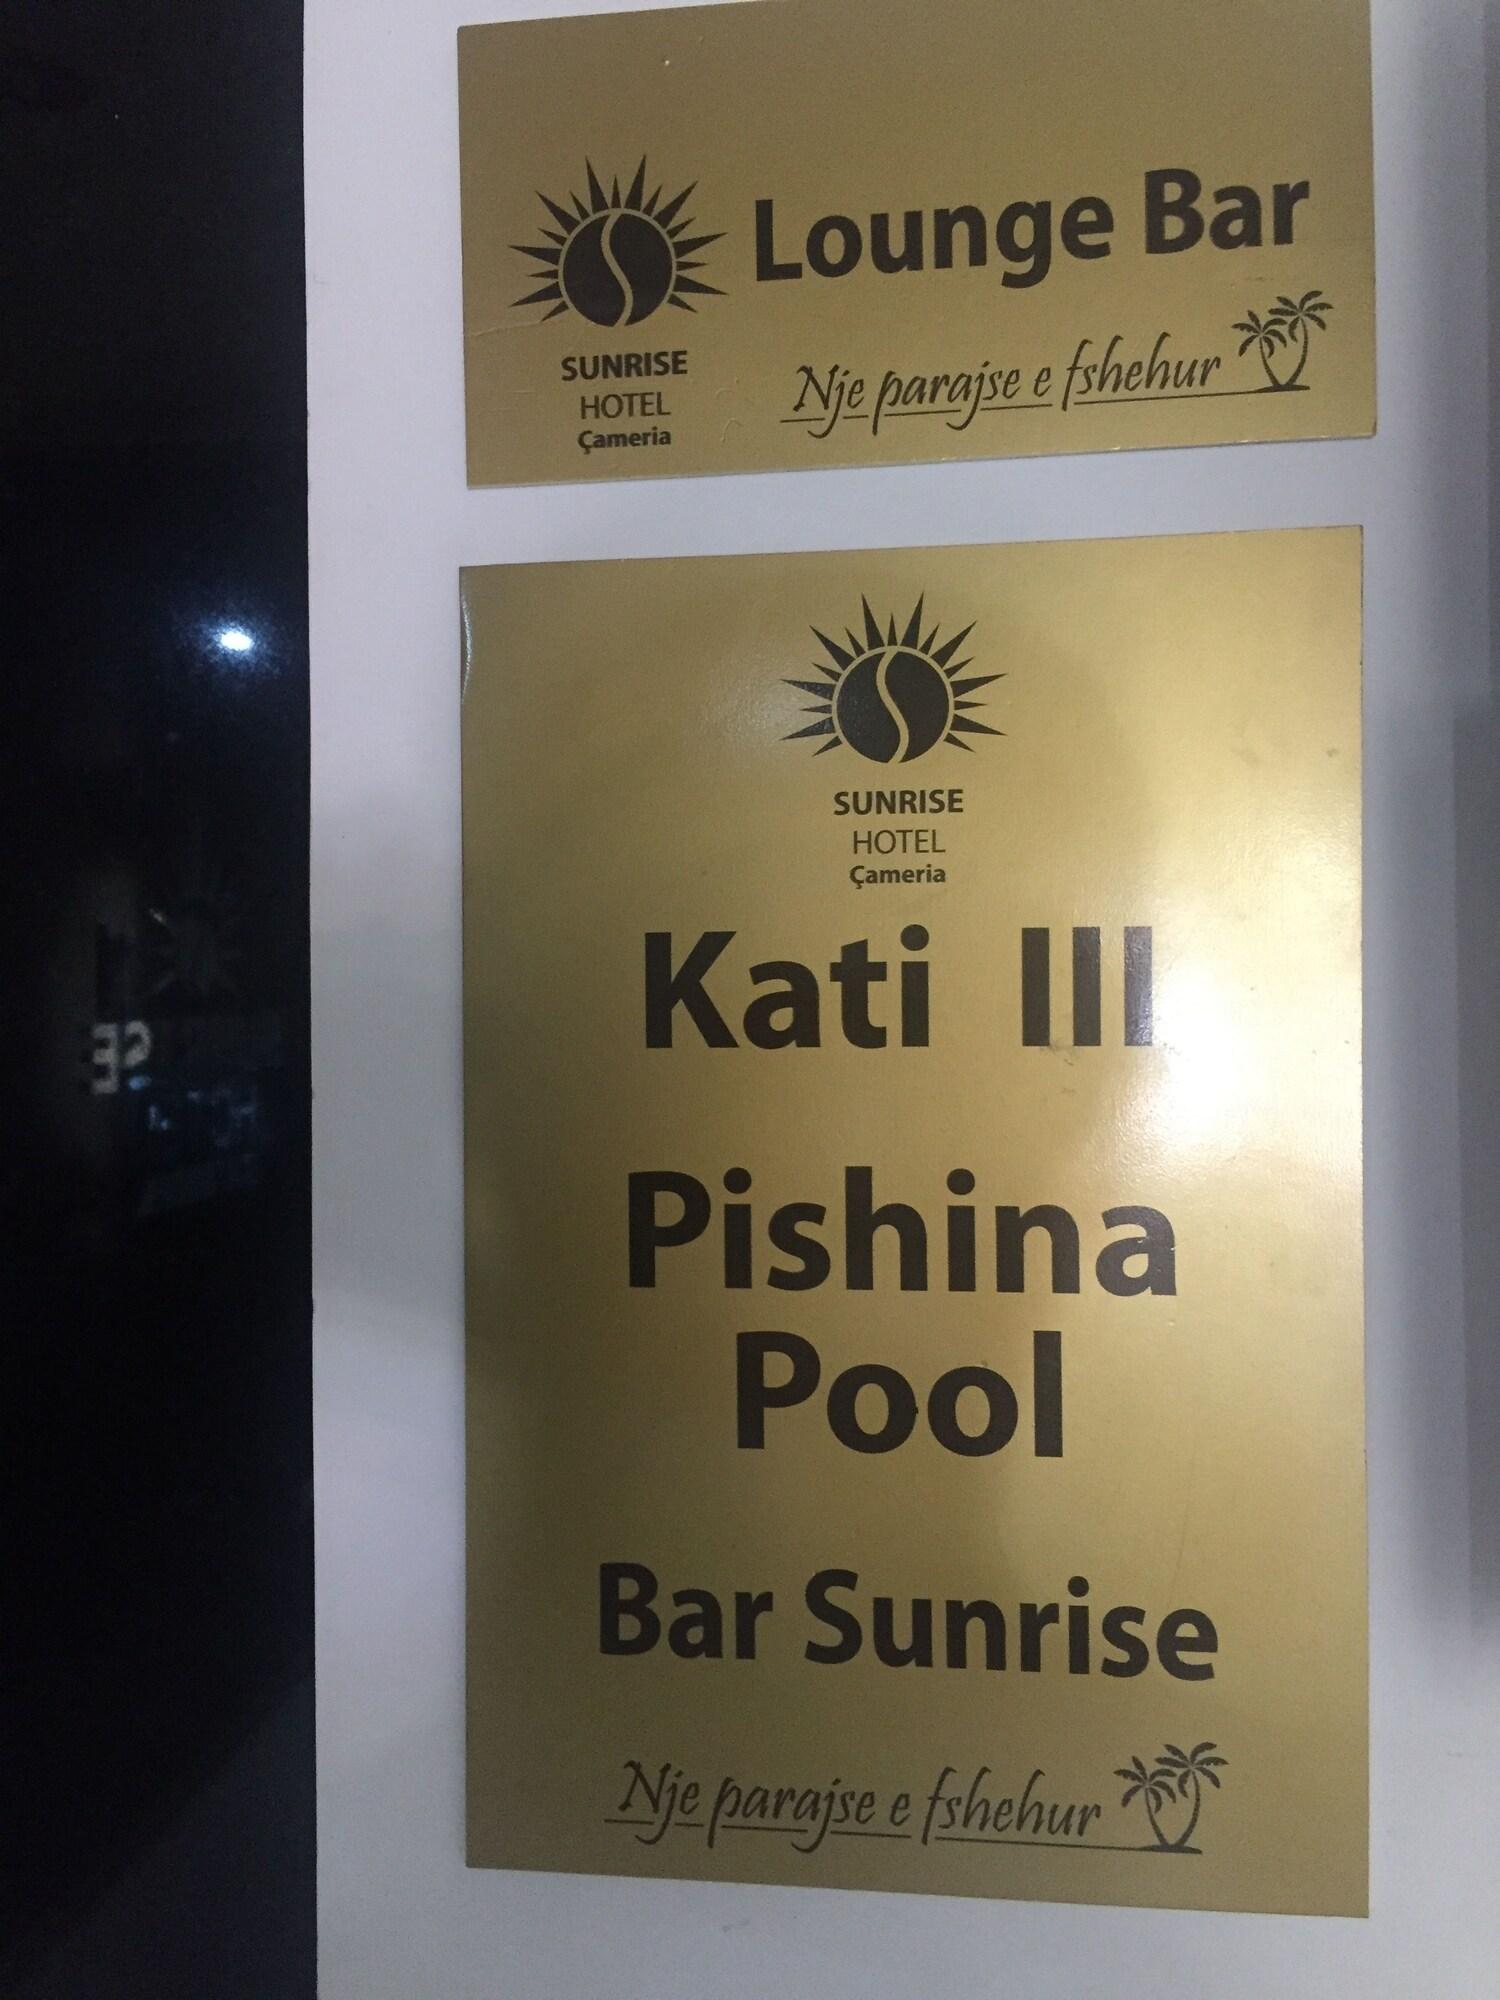 Lounge Bar
SUNRISE
HOTEL
Çameria
Nje parajse e fshehur
SUNRISE
HOTEL
Çameria
Kati III
Pishina
Pool
Bar Sunrise
Nje parajse e fshehur